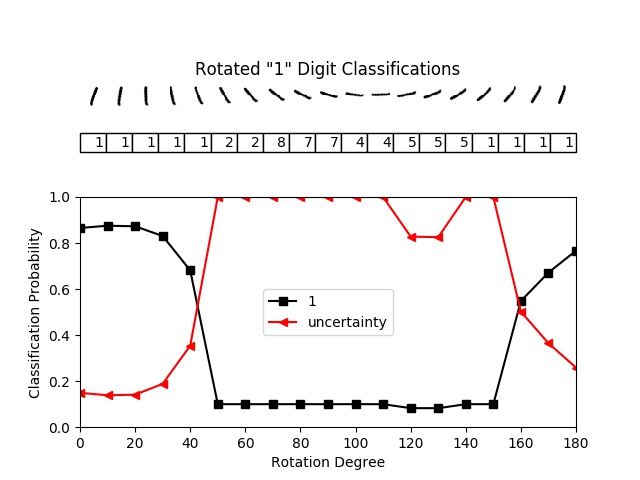 Rotated "1" Digit Classifications
1 1 1 1 1 2 2 8 7 7 4 4 5 5 5 1 1 1 1
1.0
0.8
0.6
0.4
0.2
0.0
Classification Probability
1
uncertainty
0 20 40 60 80 100 120 140 160 180
Rotation Degree